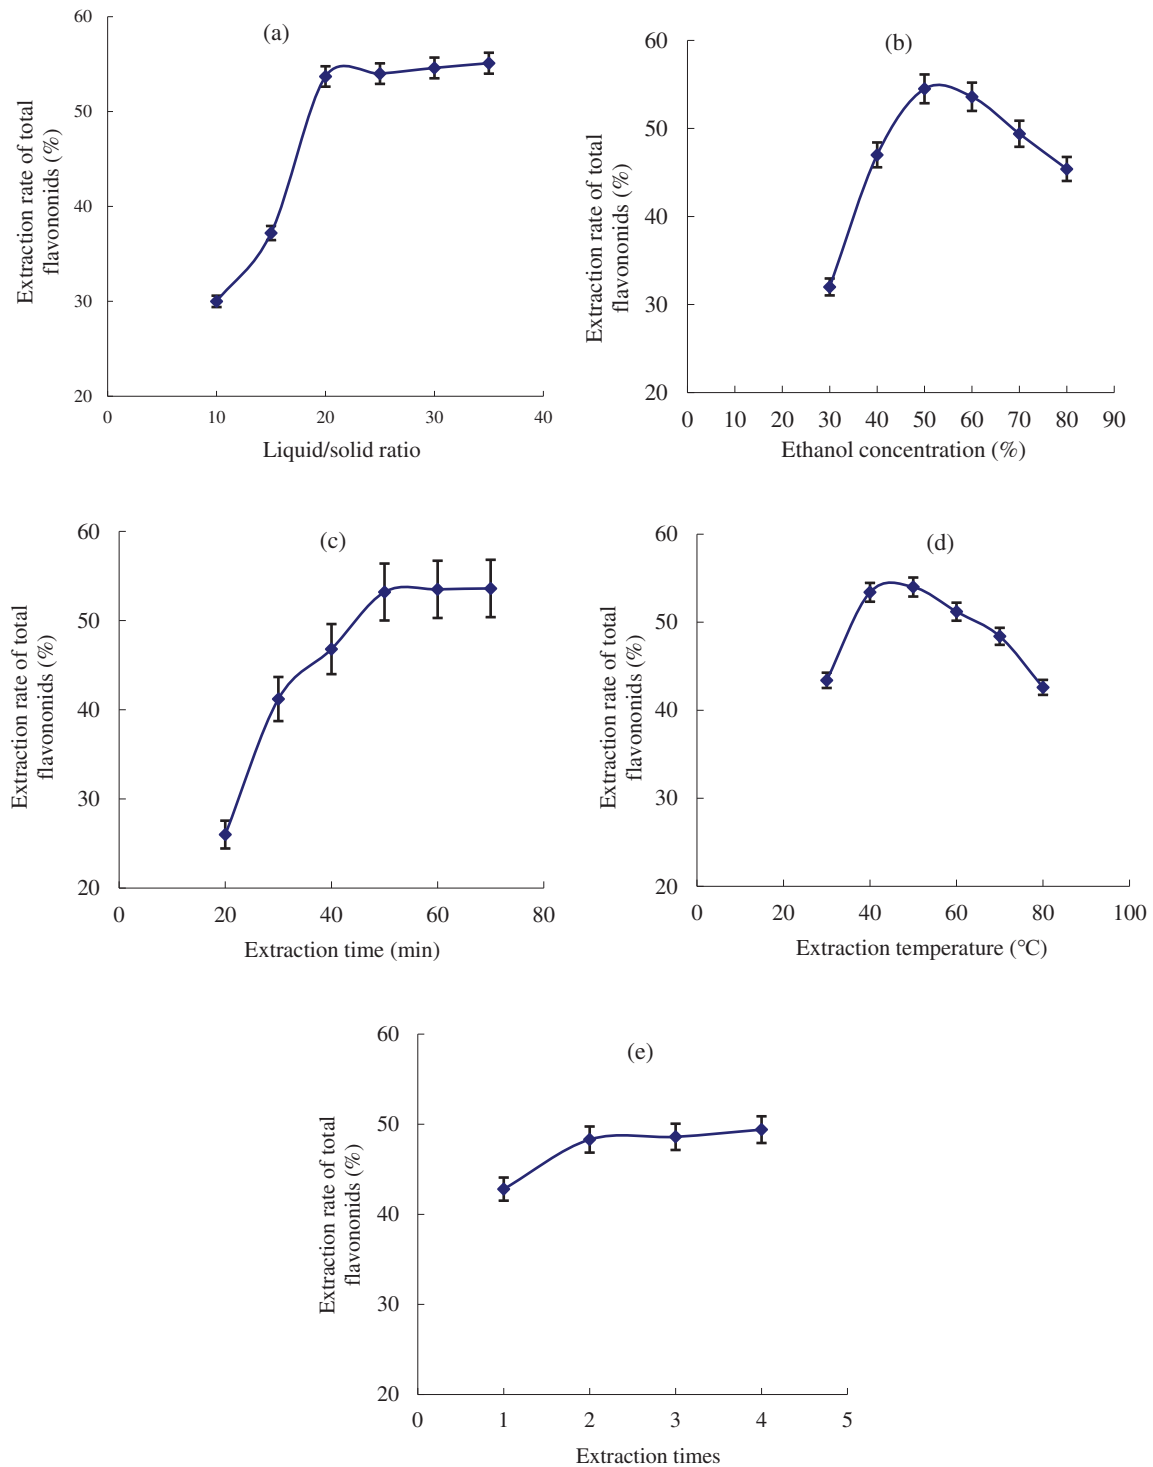 (a)
Extraction rate of total
flavononids (%)
60
50
40
30
20
0 10 20 30 40
Liquid/solid ratio
(b)
Extraction rate of total
flavononids (%)
60
50
40
30
20
0 10 20 30 40 50 60 70 80 90
Ethanol concentration (%)
(c)
Extraction rate of total
flavononids (%)
60
50
40
30
20
0 20 40 60 80
Extraction time (min)
(d)
Extraction rate of total
flavononids (%)
60
50
40
30
20
0 20 40 60 80 100
Extraction temperature (°C)
(e)
Extraction rate of total
flavononids (%)
60
50
40
30
20
0 1 2 3 4 5
Extraction times